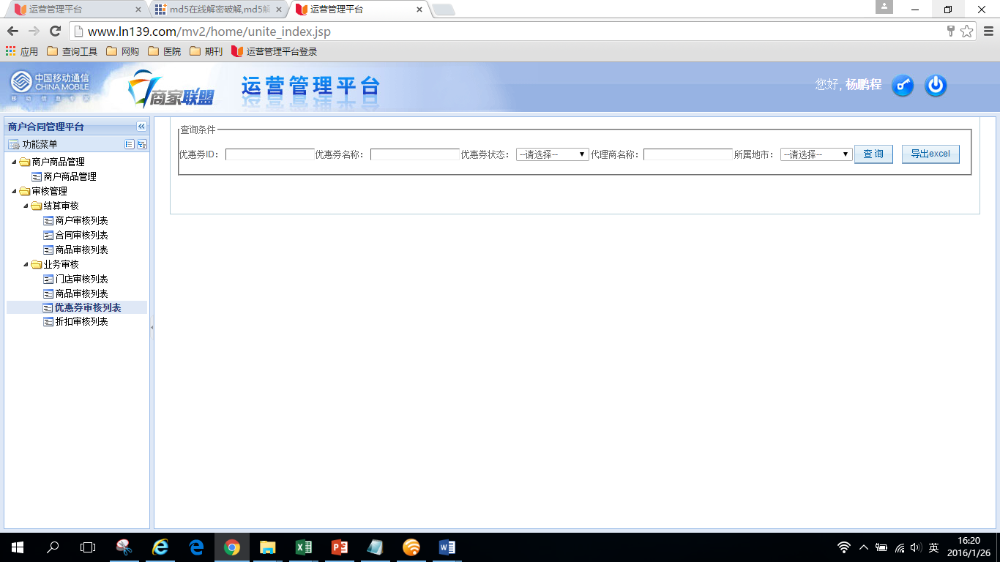 运营管理平台 md5在线解密破解,md5解 运营管理平台
www.ln139.com/mv2/home/unite_index.jsp
应用 查询工具 网购 医院 期刊 运营管理平台登录
中国移动通信
CHINA MOBILE
移动信息专家
商家联盟
运营管理平台
您好, 杨鹏程
商户合同管理平台
功能菜单
商户商品管理
商户商品管理
审核管理
结算审核
商户审核列表
合同审核列表
商品审核列表
业务审核
门店审核列表
商品审核列表
优惠券审核列表
折扣审核列表
查询条件
优惠券ID： 优惠券名称： 优惠券状态： --请选择-- 代理商名称： 所属地市： --请选择-- 查 询 导出excel
英
16:20
2016/1/26